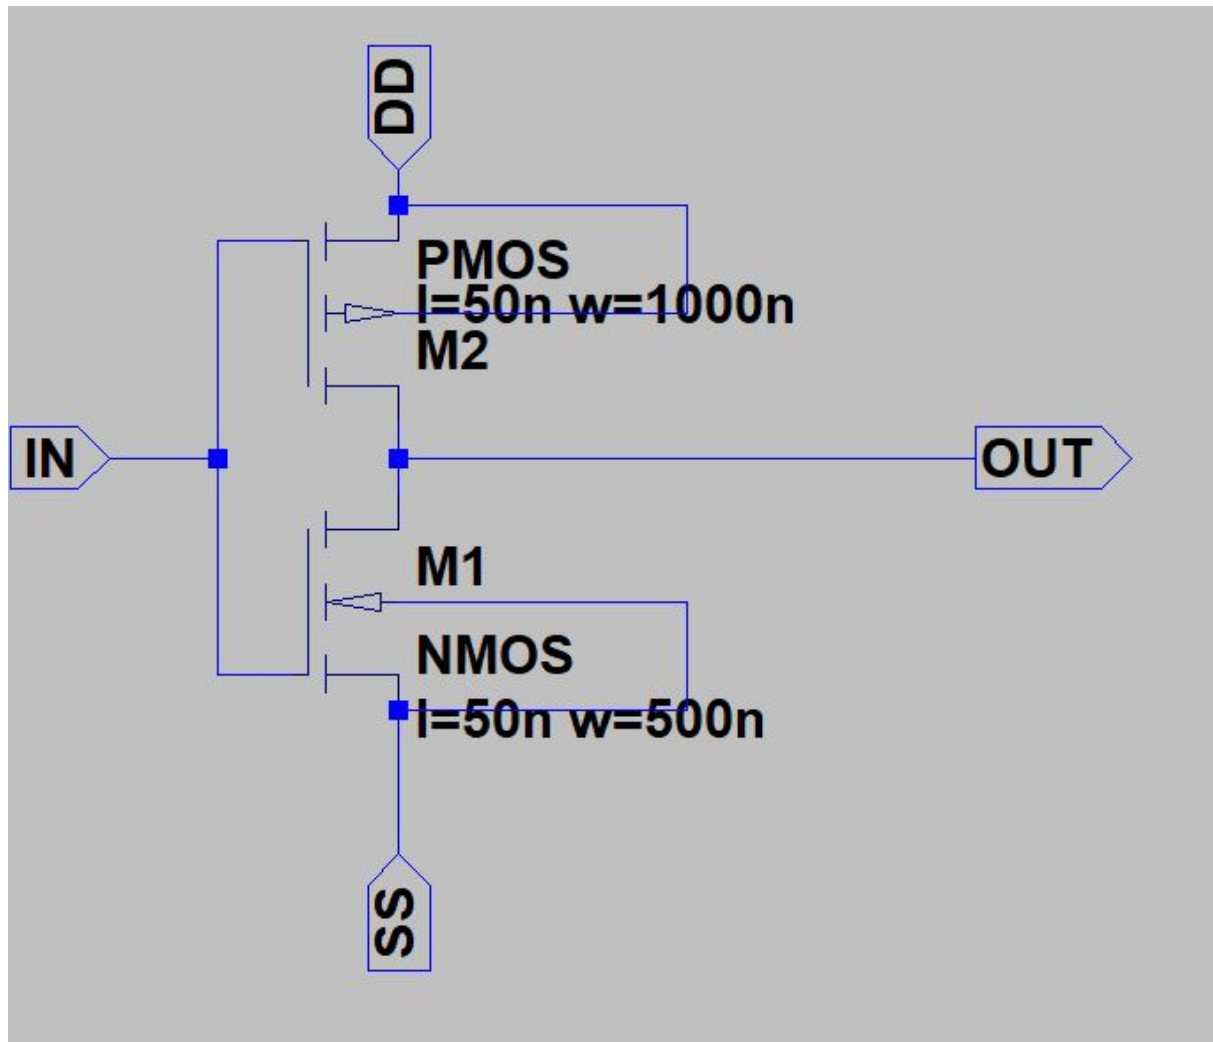 DD
PMOS
l=50n w=1000n
M2
IN
OUT
M1
NMOS
l=50n w=500n
SS